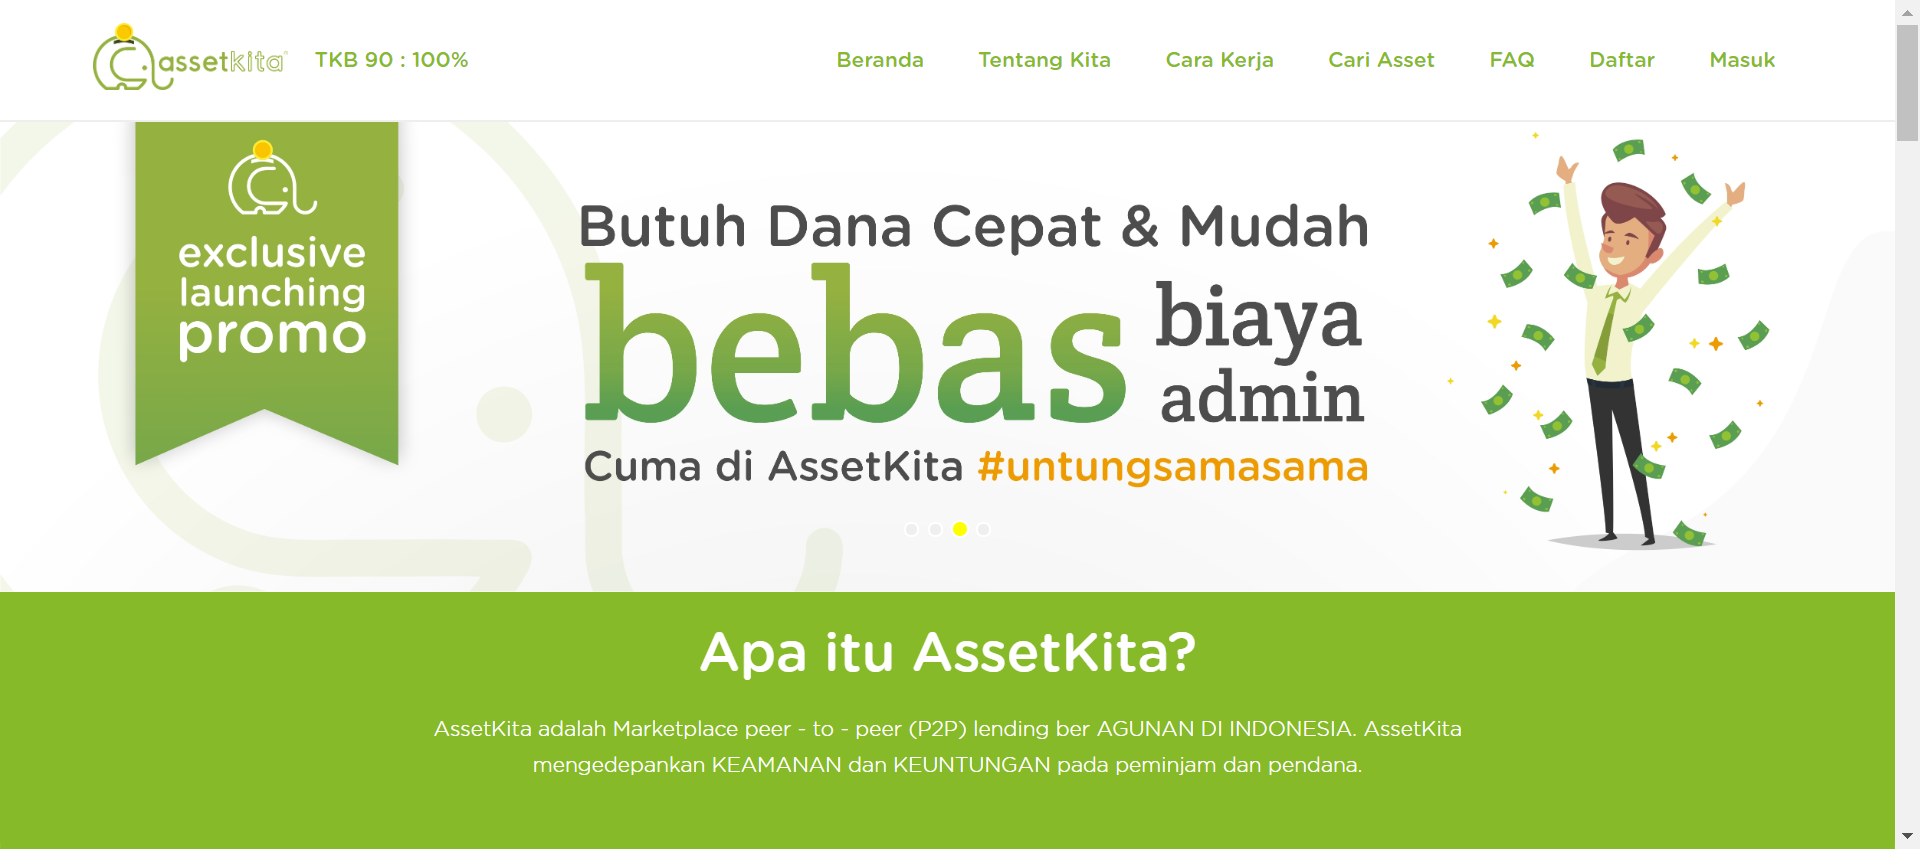 assetkita
TKB 90 : 100%
Beranda
Tentang Kita
Cara Kerja
Cari Asset
FAQ
Daftar
Masuk
exclusive
launching
promo
Butuh Dana Cepat & Mudah
bebas biaya
admin
Cuma di AssetKita #untungsamasama
Apa itu AssetKita?
AssetKita adalah Marketplace peer - to - peer (P2P) lending ber AGUNAN DI INDONESIA. AssetKita
mengedepankan KEAMANAN dan KEUNTUNGAN pada peminjam dan pendana.